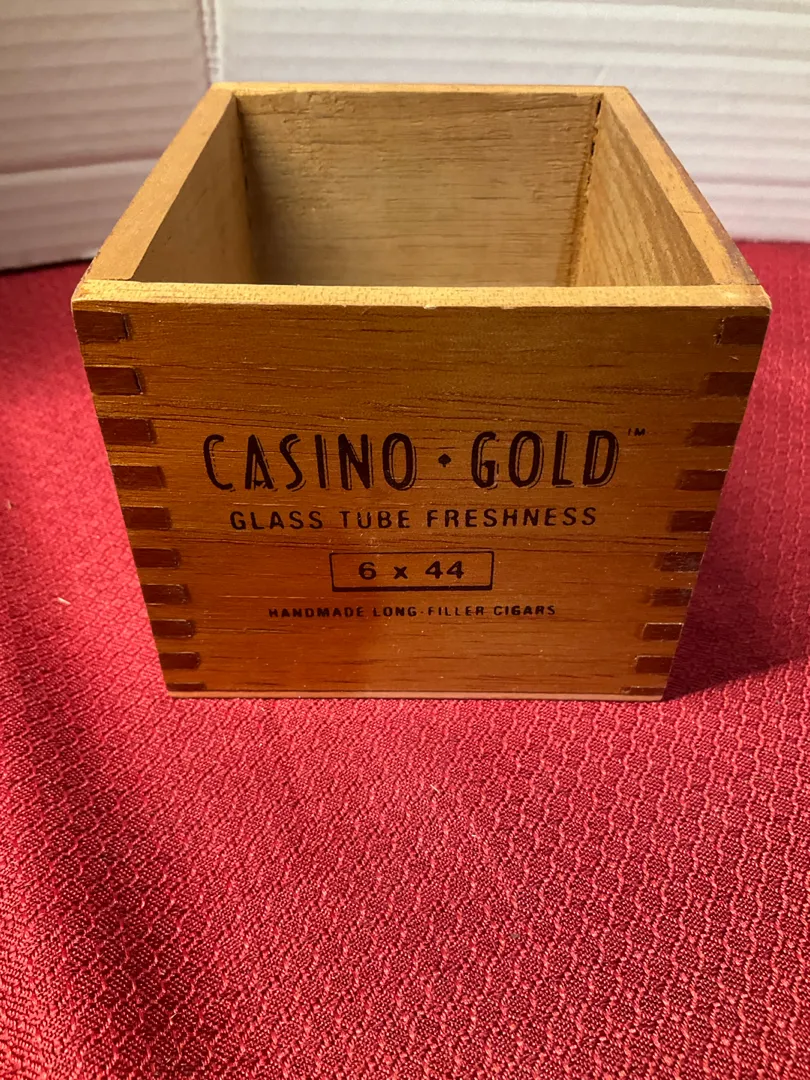 CASINO • GOLD™
GLASS TUBE FRESHNESS
6 x 44
HANDMADE LONG-FILLER CIGARS